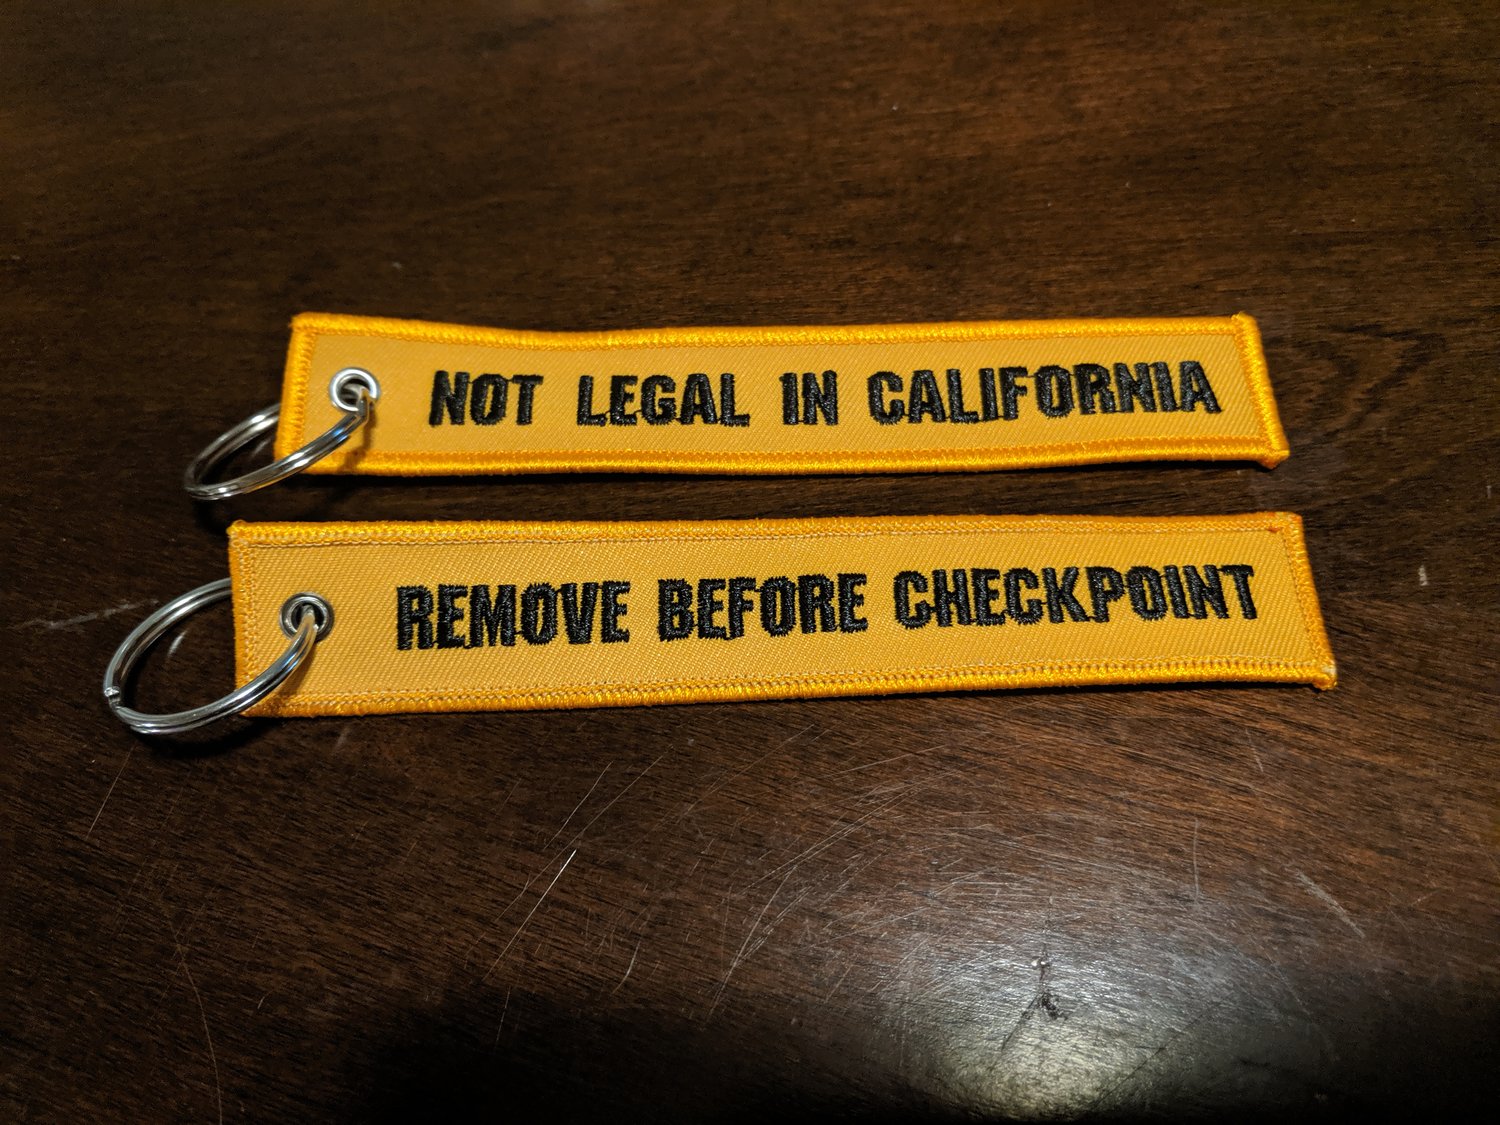 NOT LEGAL IN CALIFORNIA
REMOVE BEFORE CHECKPOINT